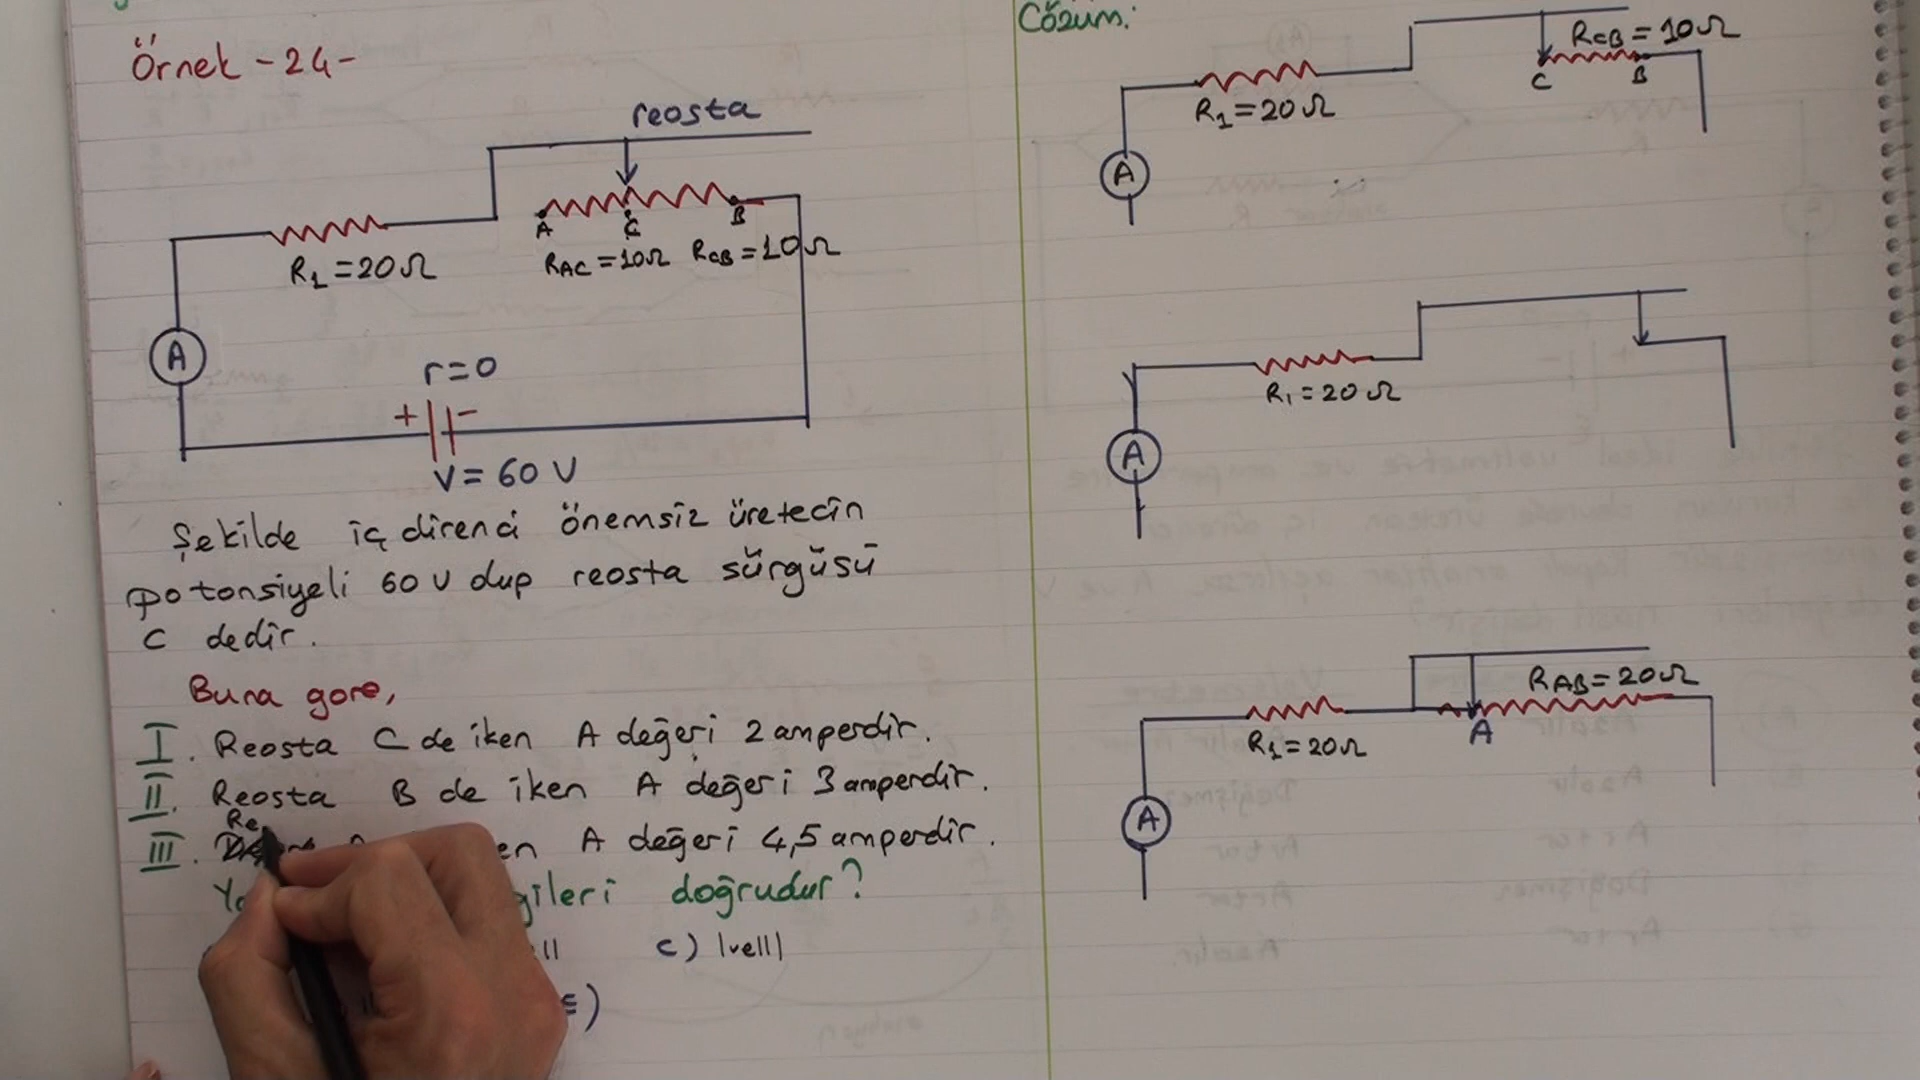 Örnek -24-
reosta
A C B
R1 = 20Ω RAC = 10Ω RCB = 10Ω
A
r=0
+ -
V = 60 V
Şekilde iç direnci önemsiz üretecin
potansiyeli 60 V olup reosta sürgüsü
C dedir.
Buna gore,
I. Reosta C de iken A değeri 2 amperdir.
II. Reosta B de iken A değeri 3 amperdir.
III. A değeri 4,5 amperdir.
doğrudur?
c) I ve II
Çözüm:
RCB = 10Ω
C B
R1 = 20Ω
A
R1 = 20Ω
A
RAB = 20Ω
A
R1 = 20Ω
A